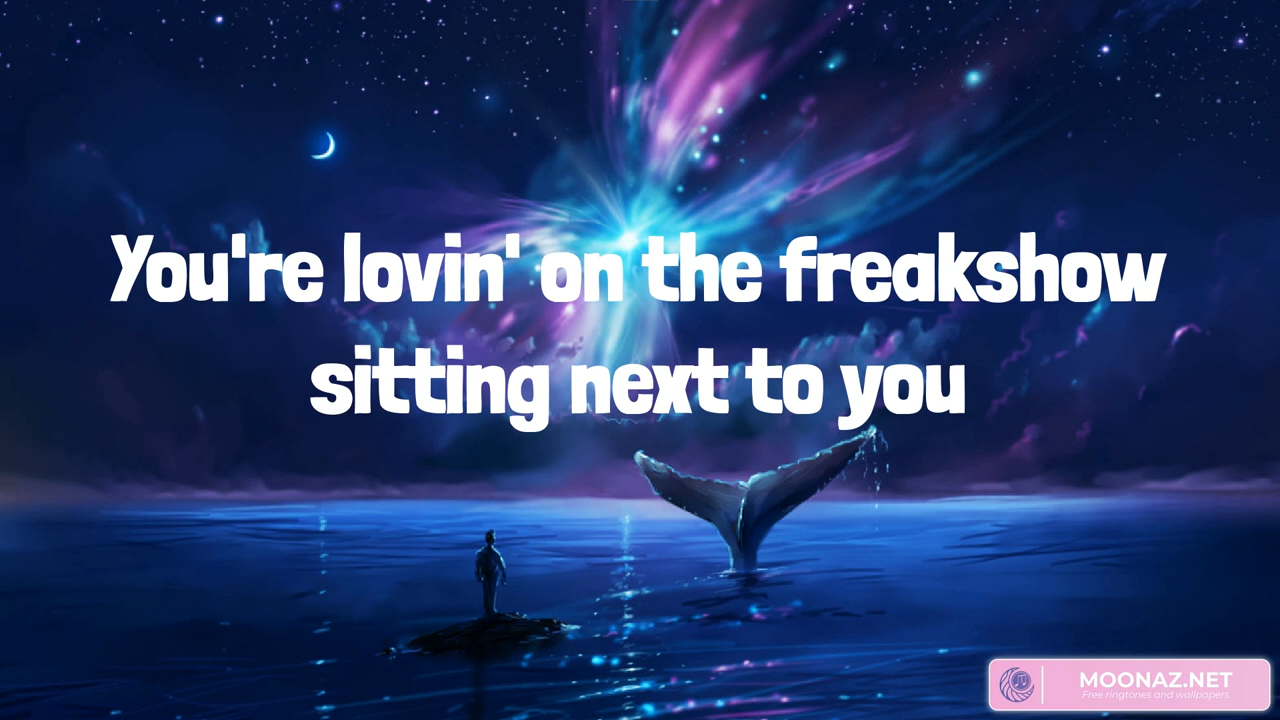 You're lovin' on the freakshow
sitting next to you
MOONAZ.NET
Free ringtones and wallpapers